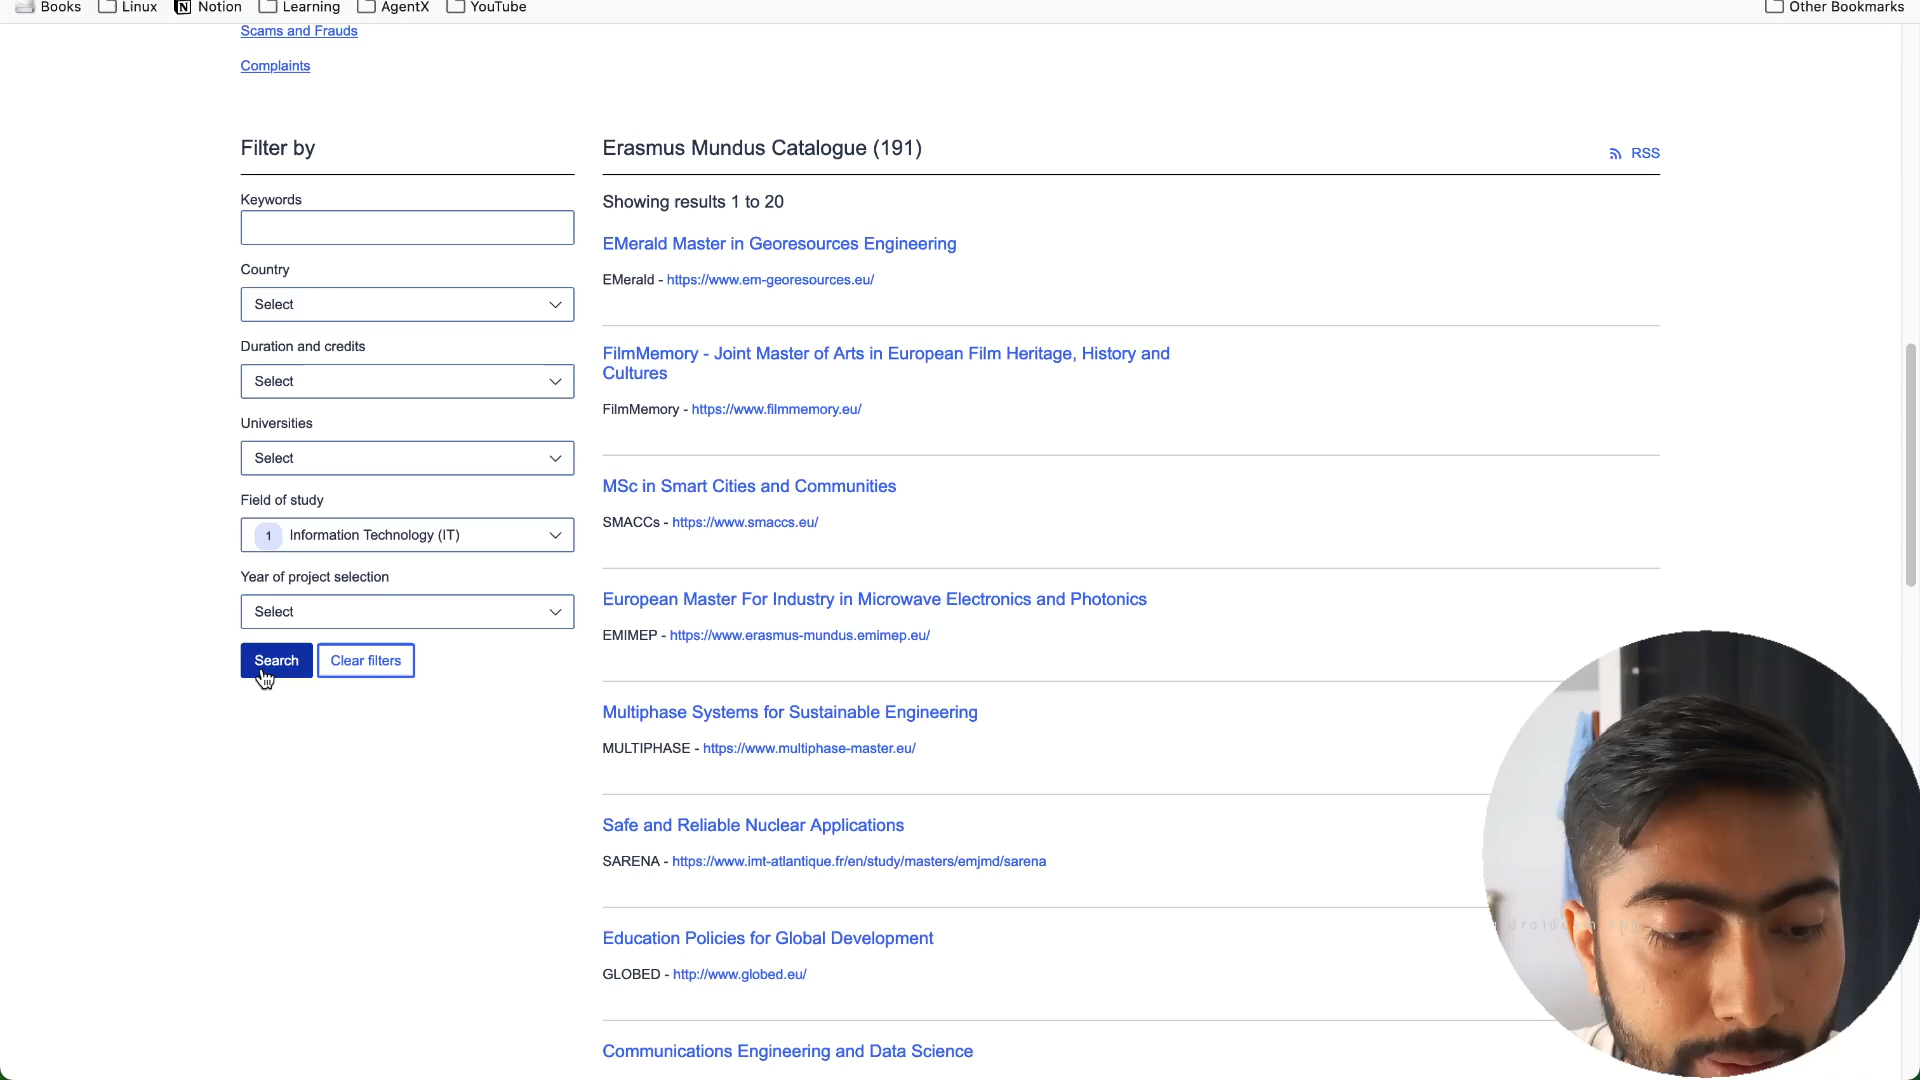 Books Linux Notion Learning AgentX YouTube Other Bookmarks
Scams and Frauds
Complaints
Filter by
Keywords
Country
Select
Duration and credits
Select
Universities
Select
Field of study
1 Information Technology (IT)
Year of project selection
Select
Search Clear filters
Erasmus Mundus Catalogue (191)
RSS
Showing results 1 to 20
EMerald Master in Georesources Engineering
EMerald - https://www.em-georesources.eu/
FilmMemory - Joint Master of Arts in European Film Heritage, History and
Cultures
FilmMemory - https://www.filmmemory.eu/
MSc in Smart Cities and Communities
SMACCs - https://www.smaccs.eu/
European Master For Industry in Microwave Electronics and Photonics
EMIMEP - https://www.erasmus-mundus.emimep.eu/
Multiphase Systems for Sustainable Engineering
MULTIPHASE - https://www.multiphase-master.eu/
Safe and Reliable Nuclear Applications
SARENA - https://www.imt-atlantique.fr/en/study/masters/emjmd/sarena
Education Policies for Global Development
GLOBED - http://www.globed.eu/
Communications Engineering and Data Science